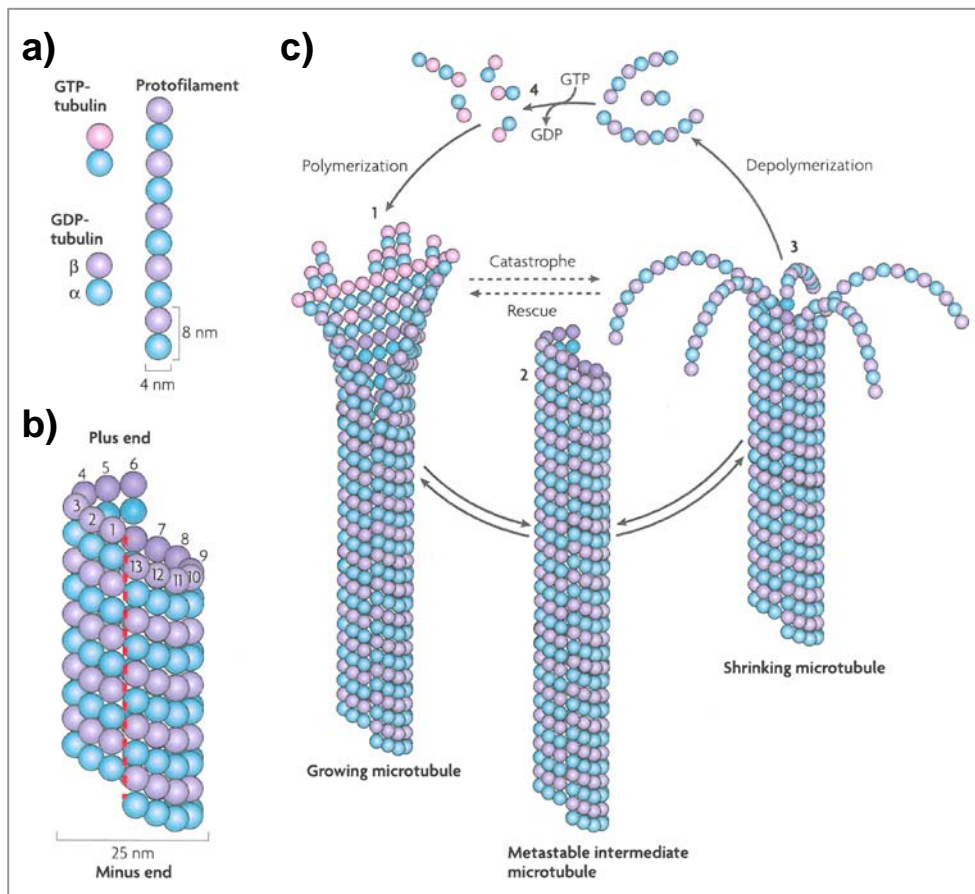 a)
GTP-
tubulin
Protofilament
GDP-
tubulin
β
α
8 nm
4 nm
b)
Plus end
4
5
6
3
2
1
7
8
9
13
12
11
10
25 nm
Minus end
c)
4
GTP
GDP
Polymerization
Depolymerization
1
Catastrophe
Rescue
2
3
Growing microtubule
Metastable intermediate
microtubule
Shrinking microtubule